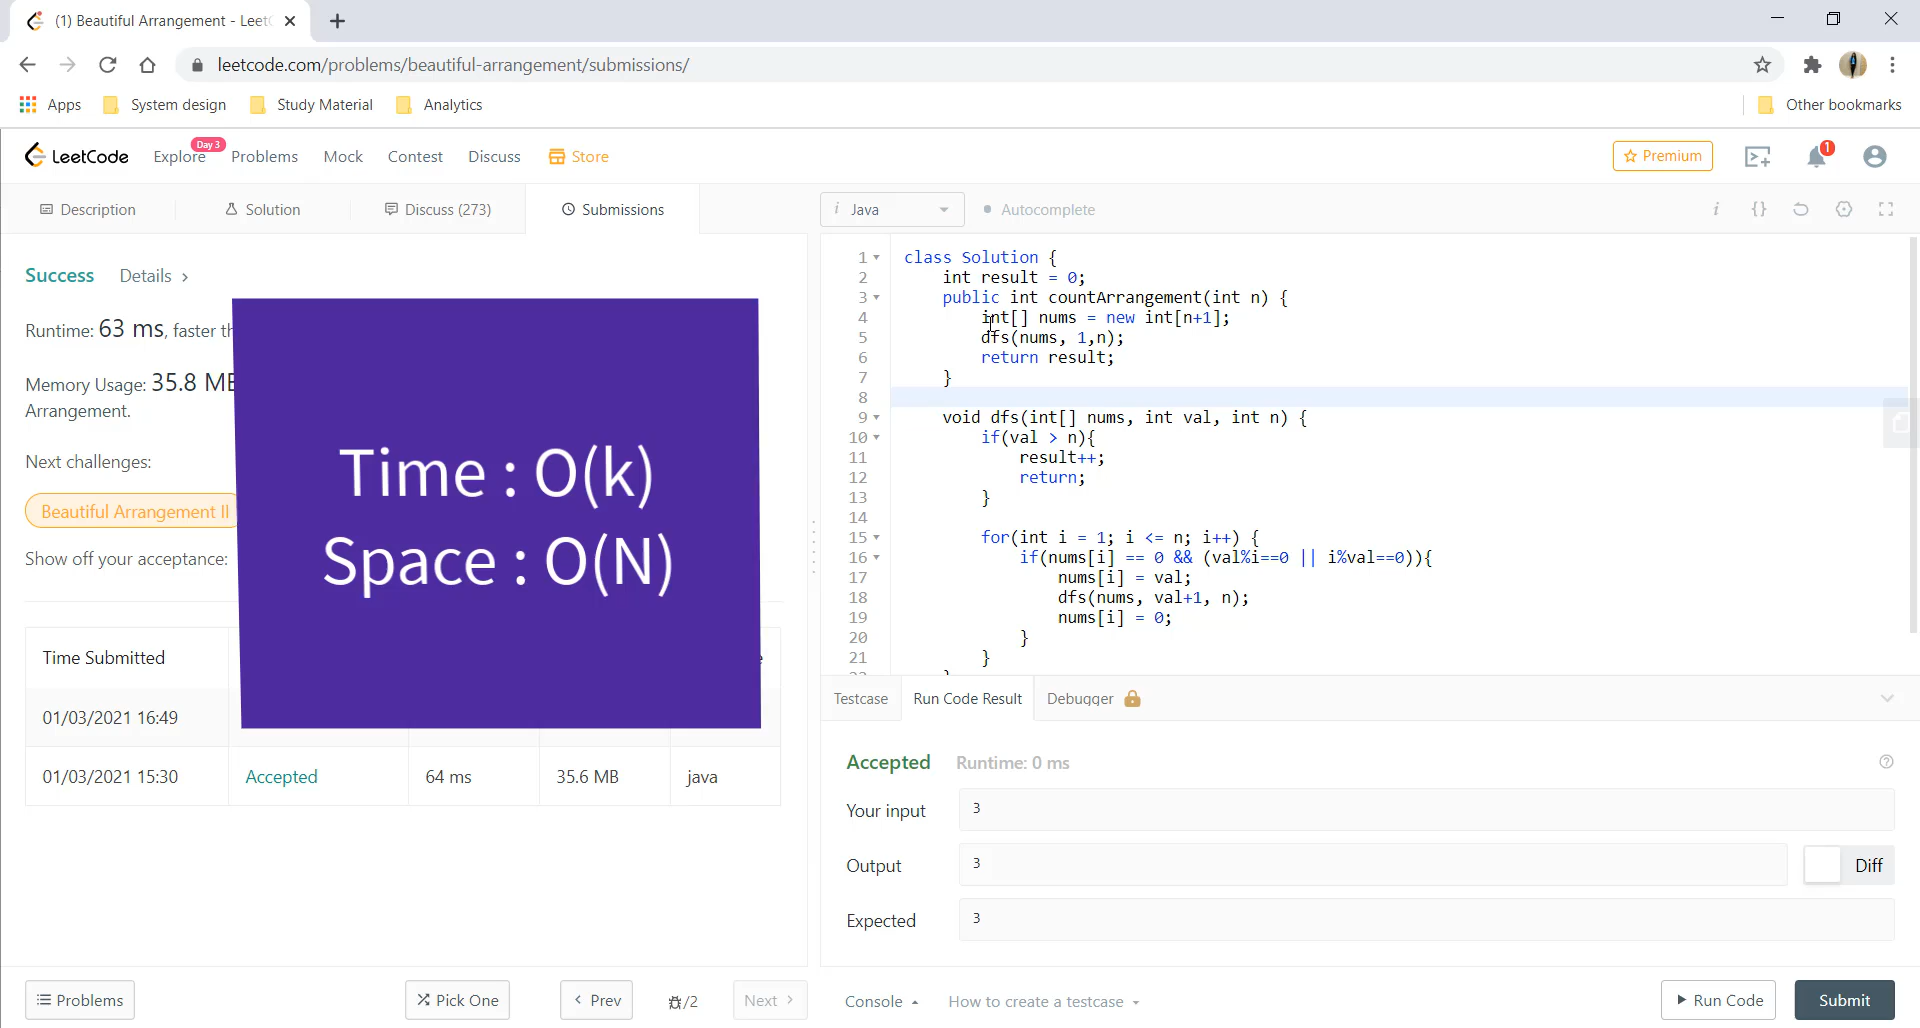 (1) Beautiful Arrangement - Leet
leetcode.com/problems/beautiful-arrangement/submissions/
Apps System design Study Material Analytics Other bookmarks
LeetCode Explore Day 3 Problems Mock Contest Discuss Store Premium 1
Description Solution Discuss (273) Submissions
i Java Autocomplete
Success Details >
Runtime: 63 ms, faster th
Memory Usage: 35.8 MB
Arrangement.
Next challenges:
Beautiful Arrangement II
Show off your acceptance:
Time : O(k)
Space : O(N)
Time Submitted
01/03/2021 16:49
01/03/2021 15:30 Accepted 64 ms 35.6 MB java
Problems Pick One < Prev /2 Next >
1 class Solution {
2 int result = 0;
3 public int countArrangement(int n) {
4 int[] nums = new int[n+1];
5 dfs(nums, 1,n);
6 return result;
7 }
8
9 void dfs(int[] nums, int val, int n) {
10 if(val > n){
11 result++;
12 return;
13 }
14
15 for(int i = 1; i <= n; i++) {
16 if(nums[i] == 0 && (val%i==0 || i%val==0)){
17 nums[i] = val;
18 dfs(nums, val+1, n);
19 nums[i] = 0;
20 }
21 }
Testcase Run Code Result Debugger
Accepted Runtime: 0 ms
Your input 3
Output 3 Diff
Expected 3
Console How to create a testcase Run Code Submit